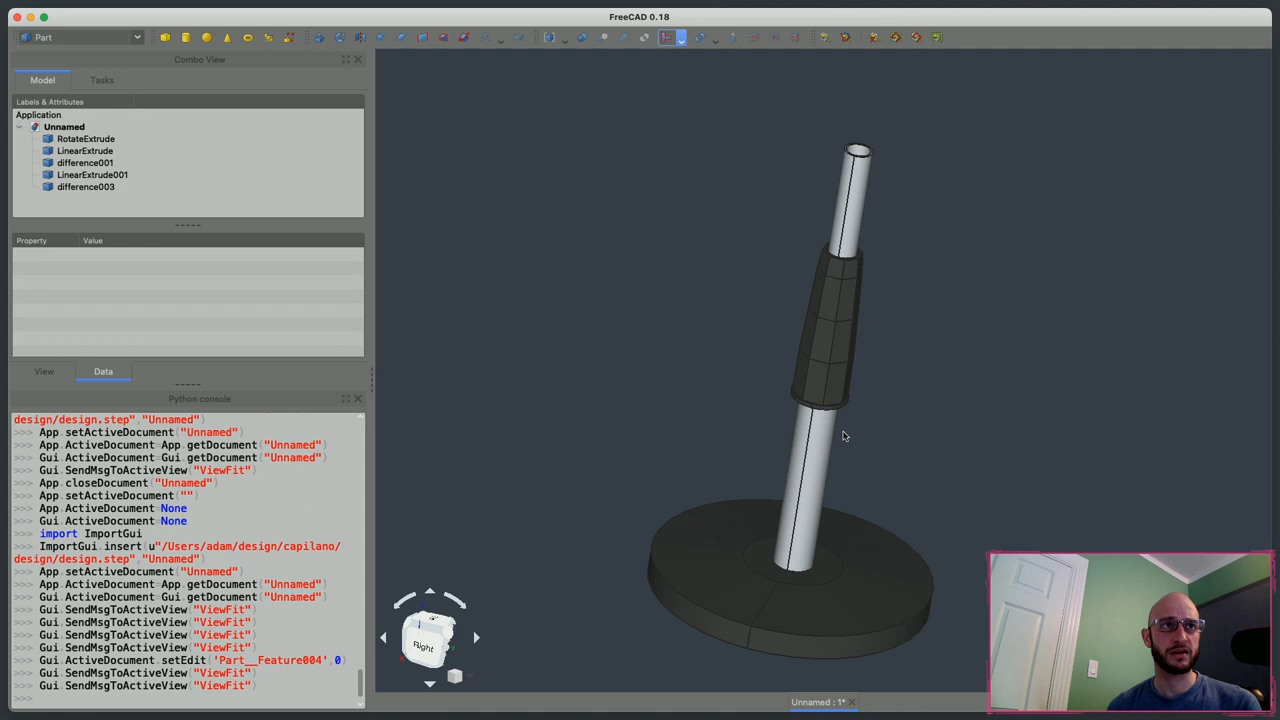 FreeCAD 0.18
Part
Combo View
Model
Tasks
Labels & Attributes
Application
Unnamed
RotateExtrude
LinearExtrude
difference001
LinearExtrude001
difference003
Property
Value
View
Data
Python console
design/design.step","Unnamed")
>>> App.setActiveDocument("Unnamed")
>>> App.ActiveDocument=App.getDocument("Unnamed")
>>> Gui.ActiveDocument=Gui.getDocument("Unnamed")
>>> Gui.SendMsgToActiveView("ViewFit")
>>> App.closeDocument("Unnamed")
>>> App.setActiveDocument("")
>>> App.ActiveDocument=None
>>> Gui.ActiveDocument=None
>>> import ImportGui
>>> ImportGui.insert(u"/Users/adam/design/capilano/
design/design.step","Unnamed")
>>> App.setActiveDocument("Unnamed")
>>> App.ActiveDocument=App.getDocument("Unnamed")
>>> Gui.ActiveDocument=Gui.getDocument("Unnamed")
>>> Gui.SendMsgToActiveView("ViewFit")
>>> Gui.SendMsgToActiveView("ViewFit")
>>> Gui.SendMsgToActiveView("ViewFit")
>>> Gui.SendMsgToActiveView("ViewFit")
>>> Gui.ActiveDocument.setEdit('Part__Feature004',0)
>>> Gui.SendMsgToActiveView("ViewFit")
>>> Gui.SendMsgToActiveView("ViewFit")
>>>
Right
Unnamed : 1*